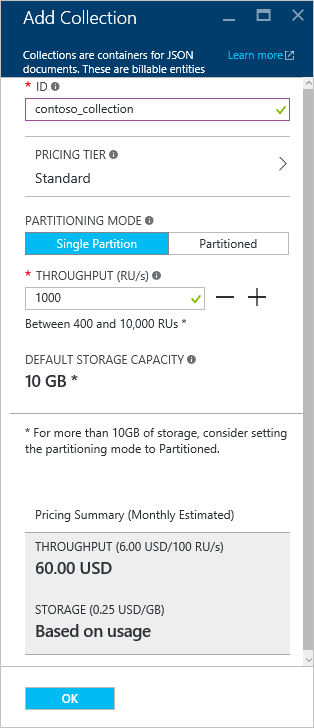 Add Collection
Collections are containers for JSON
documents. These are billable entities
Learn more
* ID
contoso_collection
PRICING TIER
Standard
PARTITIONING MODE
Single Partition
Partitioned
* THROUGHPUT (RU/s)
1000
Between 400 and 10,000 RUs *
DEFAULT STORAGE CAPACITY
10 GB *
* For more than 10GB of storage, consider setting
the partitioning mode to Partitioned.
Pricing Summary (Monthly Estimated)
THROUGHPUT (6.00 USD/100 RU/s)
60.00 USD
STORAGE (0.25 USD/GB)
Based on usage
OK